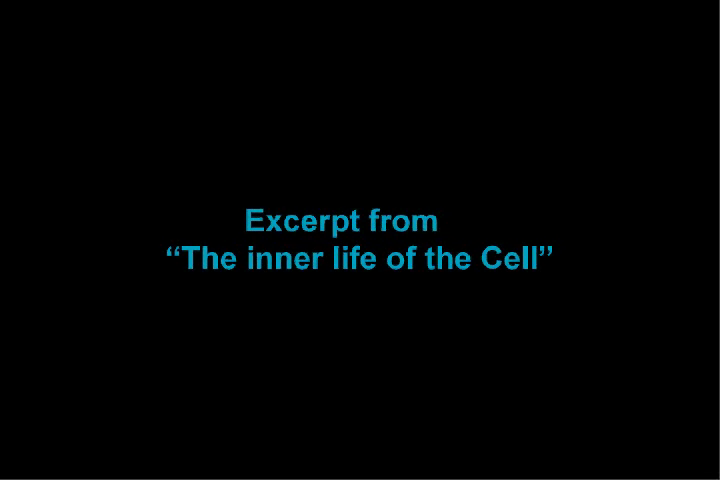 Excerpt from
“The inner life of the Cell”